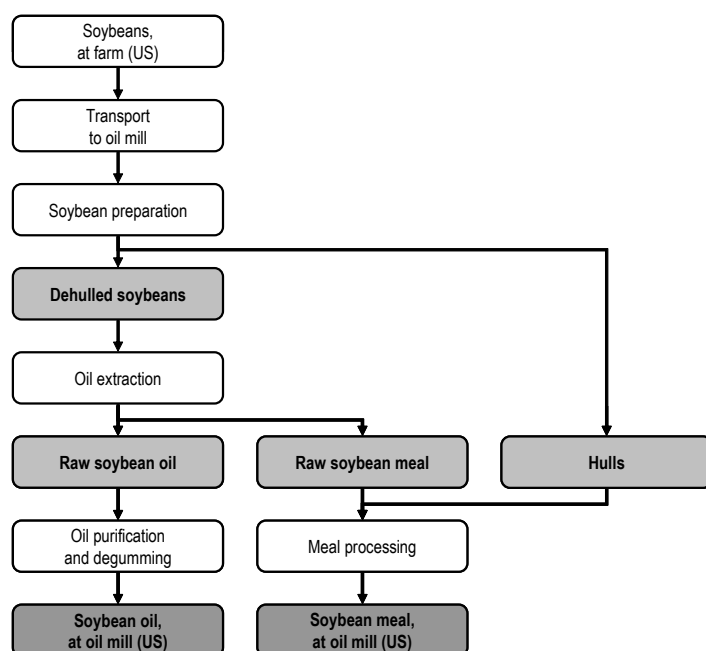 Soybeans,
at farm (US)
Transport
to oil mill
Soybean preparation
Dehulled soybeans
Oil extraction
Raw soybean oil
Raw soybean meal
Hulls
Oil purification
and degumming
Meal processing
Soybean oil,
at oil mill (US)
Soybean meal,
at oil mill (US)